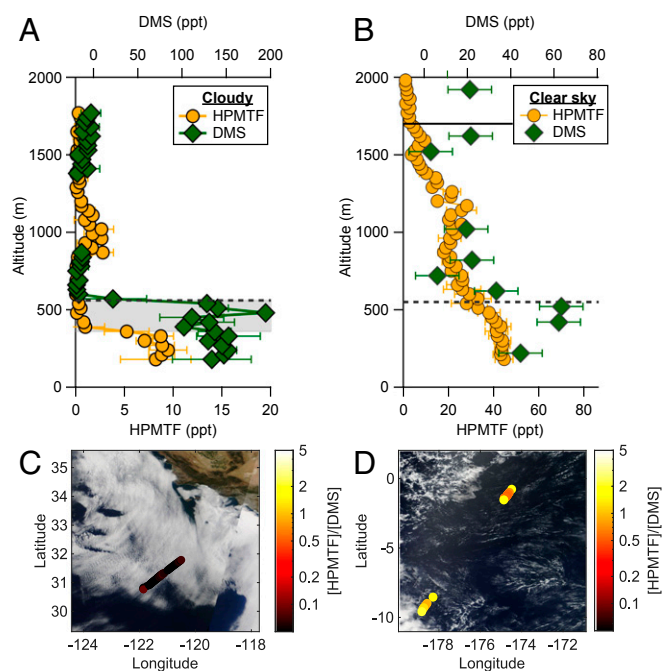 A
B
DMS (ppt)
DMS (ppt)
0 50 100 150 200
0 20 40 60 80
2000
1500
1000
500
0
Altitude (m)
Cloudy
HPMTF
DMS
0 5 10 15 20
HPMTF (ppt)
2000
1500
1000
500
0
Altitude (m)
Clear sky
HPMTF
DMS
0 20 40 60 80
HPMTF (ppt)
C
D
35
34
33
32
31
30
Latitude
-124 -122 -120 -118
Longitude
5
2
1
0.5
0.1
[HPMTF]/[DMS]
0
-5
-10
Latitude
-178 -176 -174 -172
Longitude
5
2
1
0.5
0.1
[HPMTF]/[DMS]